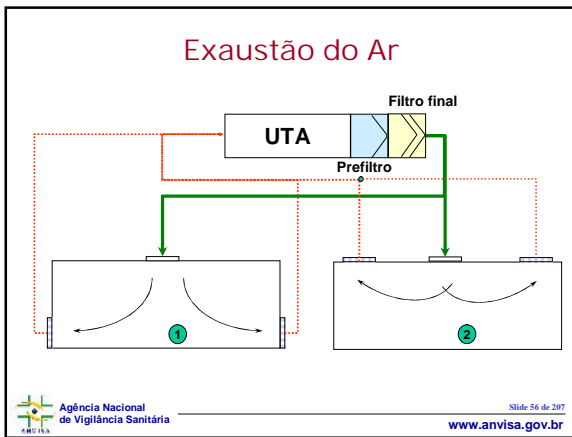 Exaustão do Ar
Filtro final
UTA
Prefiltro
1
2
ANVISA
Agência Nacional
de Vigilância Sanitária
Slide 56 de 207
www.anvisa.gov.br